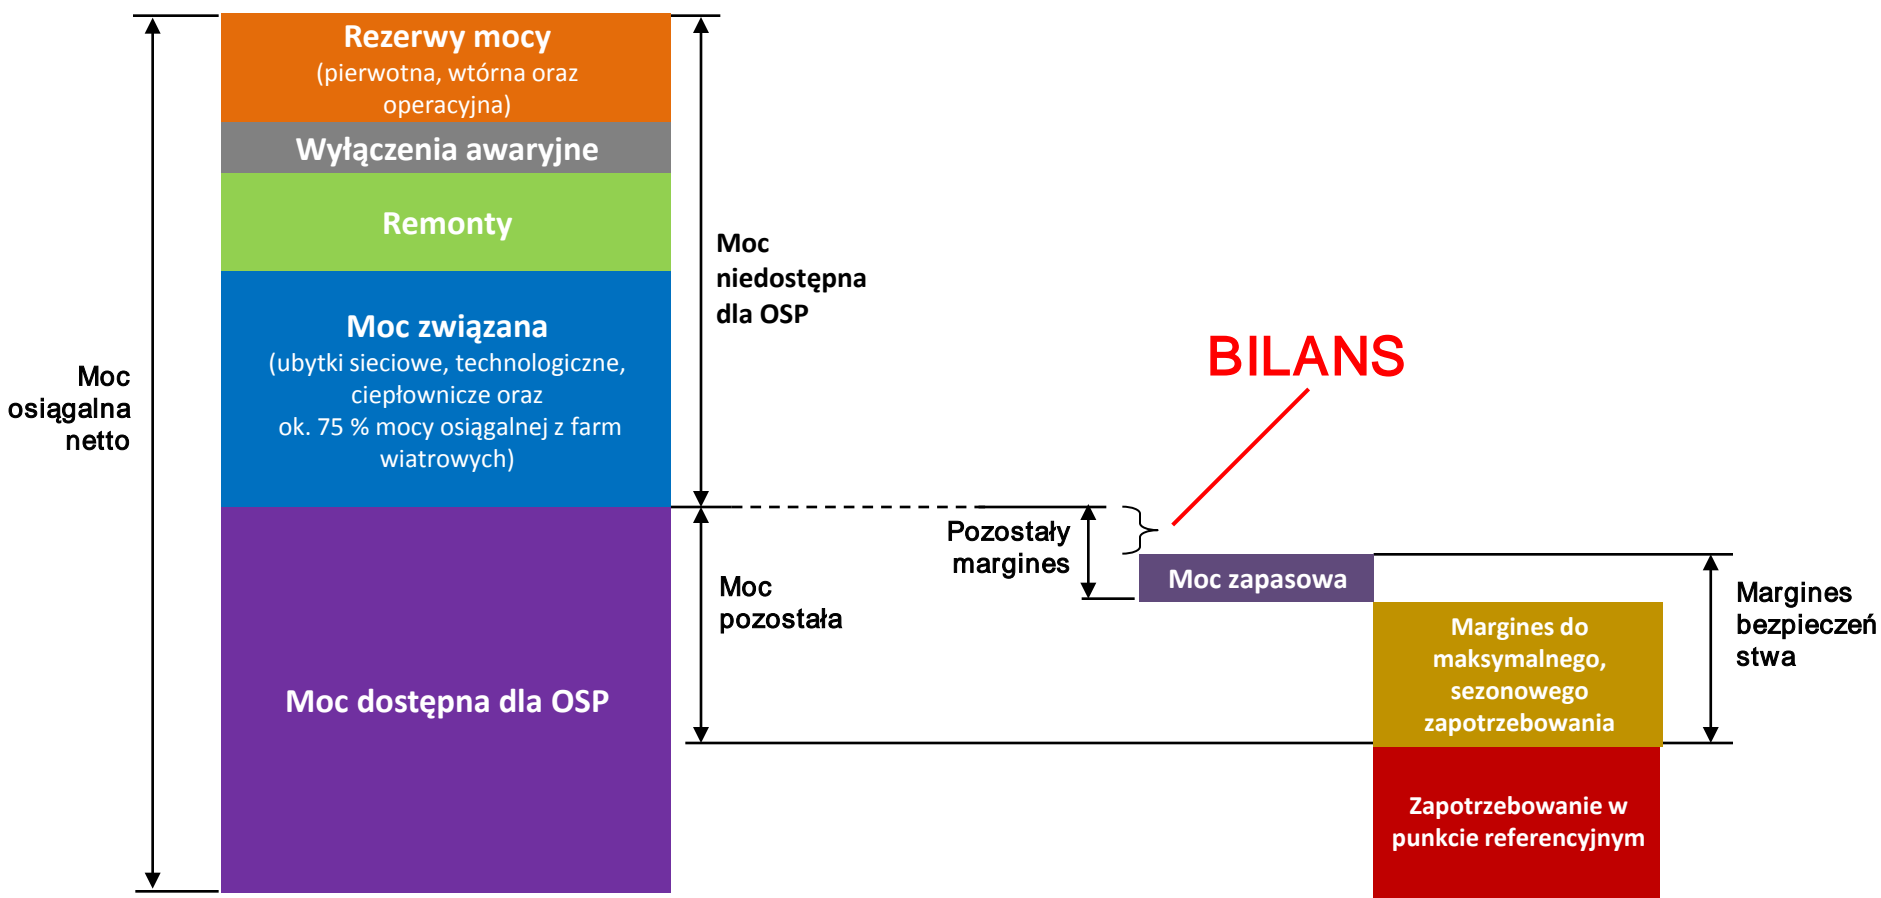 Rezerwy mocy
(pierwotna, wtórna oraz
operacyjna)
Wyłączenia awaryjne
Remonty
Moc związana
(ubytki sieciowe, technologiczne,
ciepłownicze oraz
ok. 75 % mocy osiągalnej z farm
wiatrowych)
Moc dostępna dla OSP
Moc
osiągalna
netto
Moc
niedostępna
dla OSP
Moc
pozostała
BILANS
Pozostały
margines
Moc zapasowa
Margines do
maksymalnego,
sezonowego
zapotrzebowania
Zapotrzebowanie w
punkcie referencyjnym
Margines
bezpieczeń
stwa